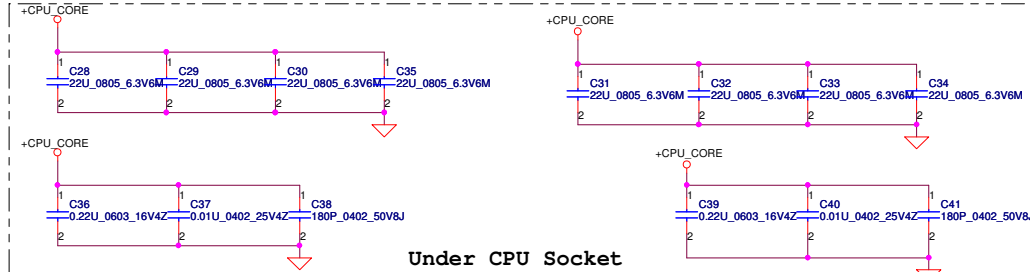 +CPU_CORE
1 1 1 1
C28 C29 C30 C35
22U_0805_6.3V6M 22U_0805_6.3V6M 22U_0805_6.3V6M 22U_0805_6.3V6M
2 2 2 2
+CPU_CORE
1 1 1 1
C31 C32 C33 C34
22U_0805_6.3V6M 22U_0805_6.3V6M 22U_0805_6.3V6M 22U_0805_6.3V6M
2 2 2 2
+CPU_CORE
1 1 1
C36 C37 C38
0.22U_0603_16V4Z 0.01U_0402_25V4Z 180P_0402_50V8J
2 2 2
+CPU_CORE
1 1 1
C39 C40 C41
0.22U_0603_16V4Z 0.01U_0402_25V4Z 180P_0402_50V8J
2 2 2
Under CPU Socket